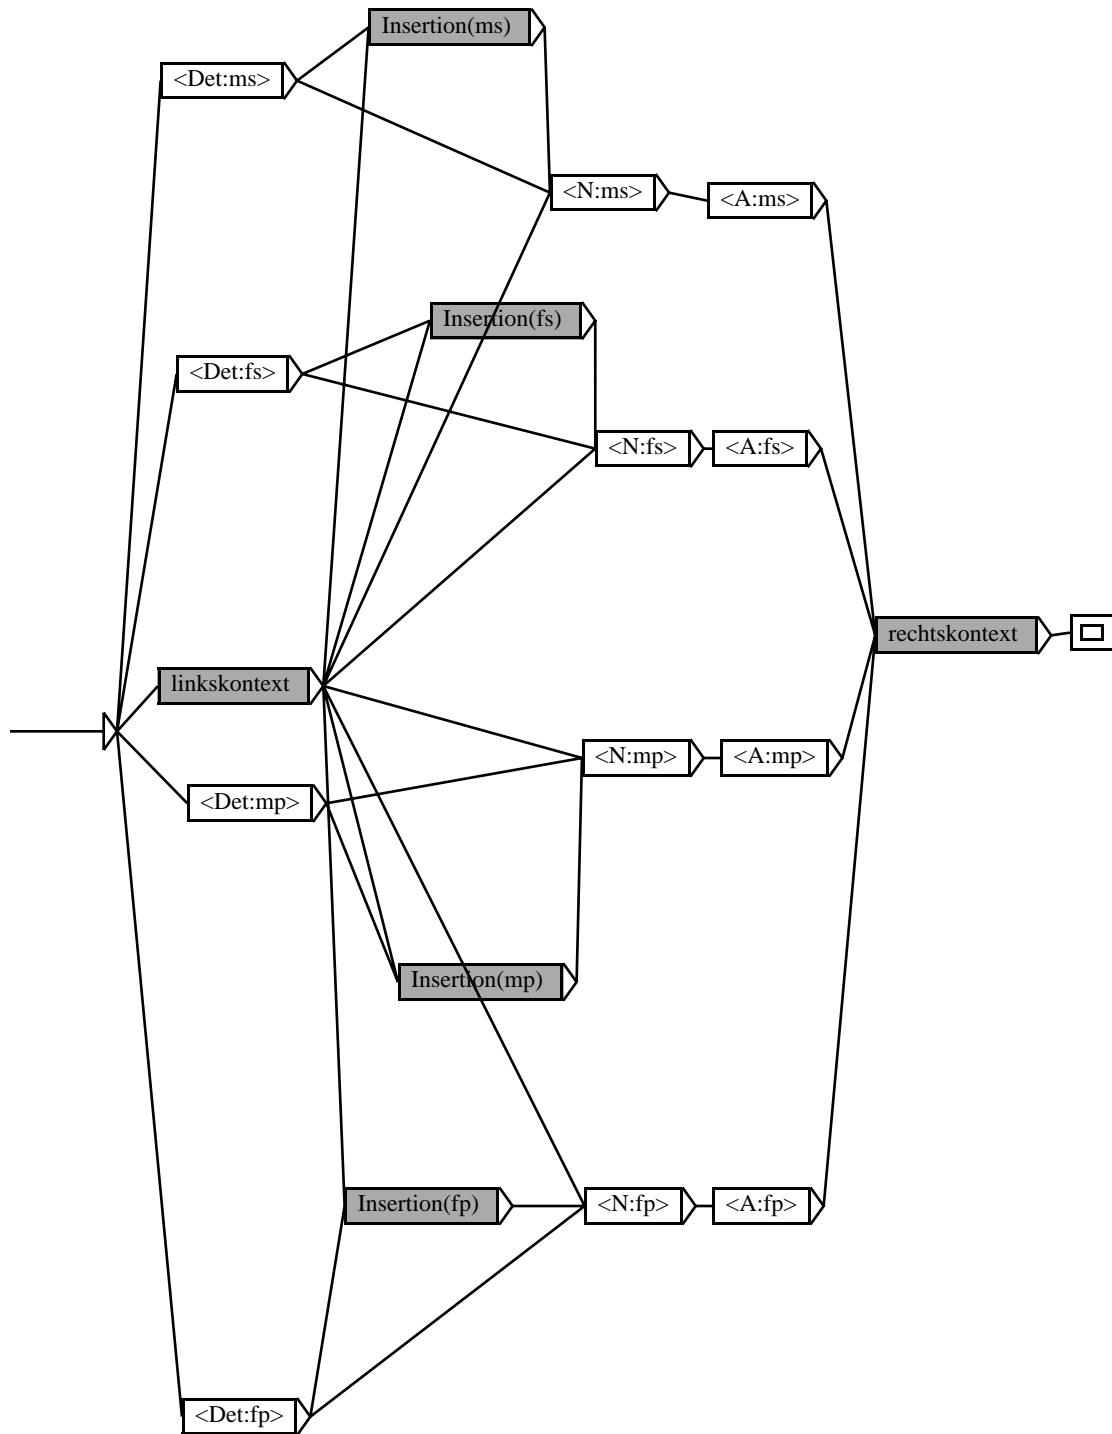 Insertion(ms)
<Det:ms>
<N:ms>
<A:ms>
Insertion(fs)
<Det:fs>
<N:fs>
<A:fs>
rechtskontext
linkskontext
<N:mp>
<A:mp>
<Det:mp>
Insertion(mp)
Insertion(fp)
<N:fp>
<A:fp>
<Det:fp>